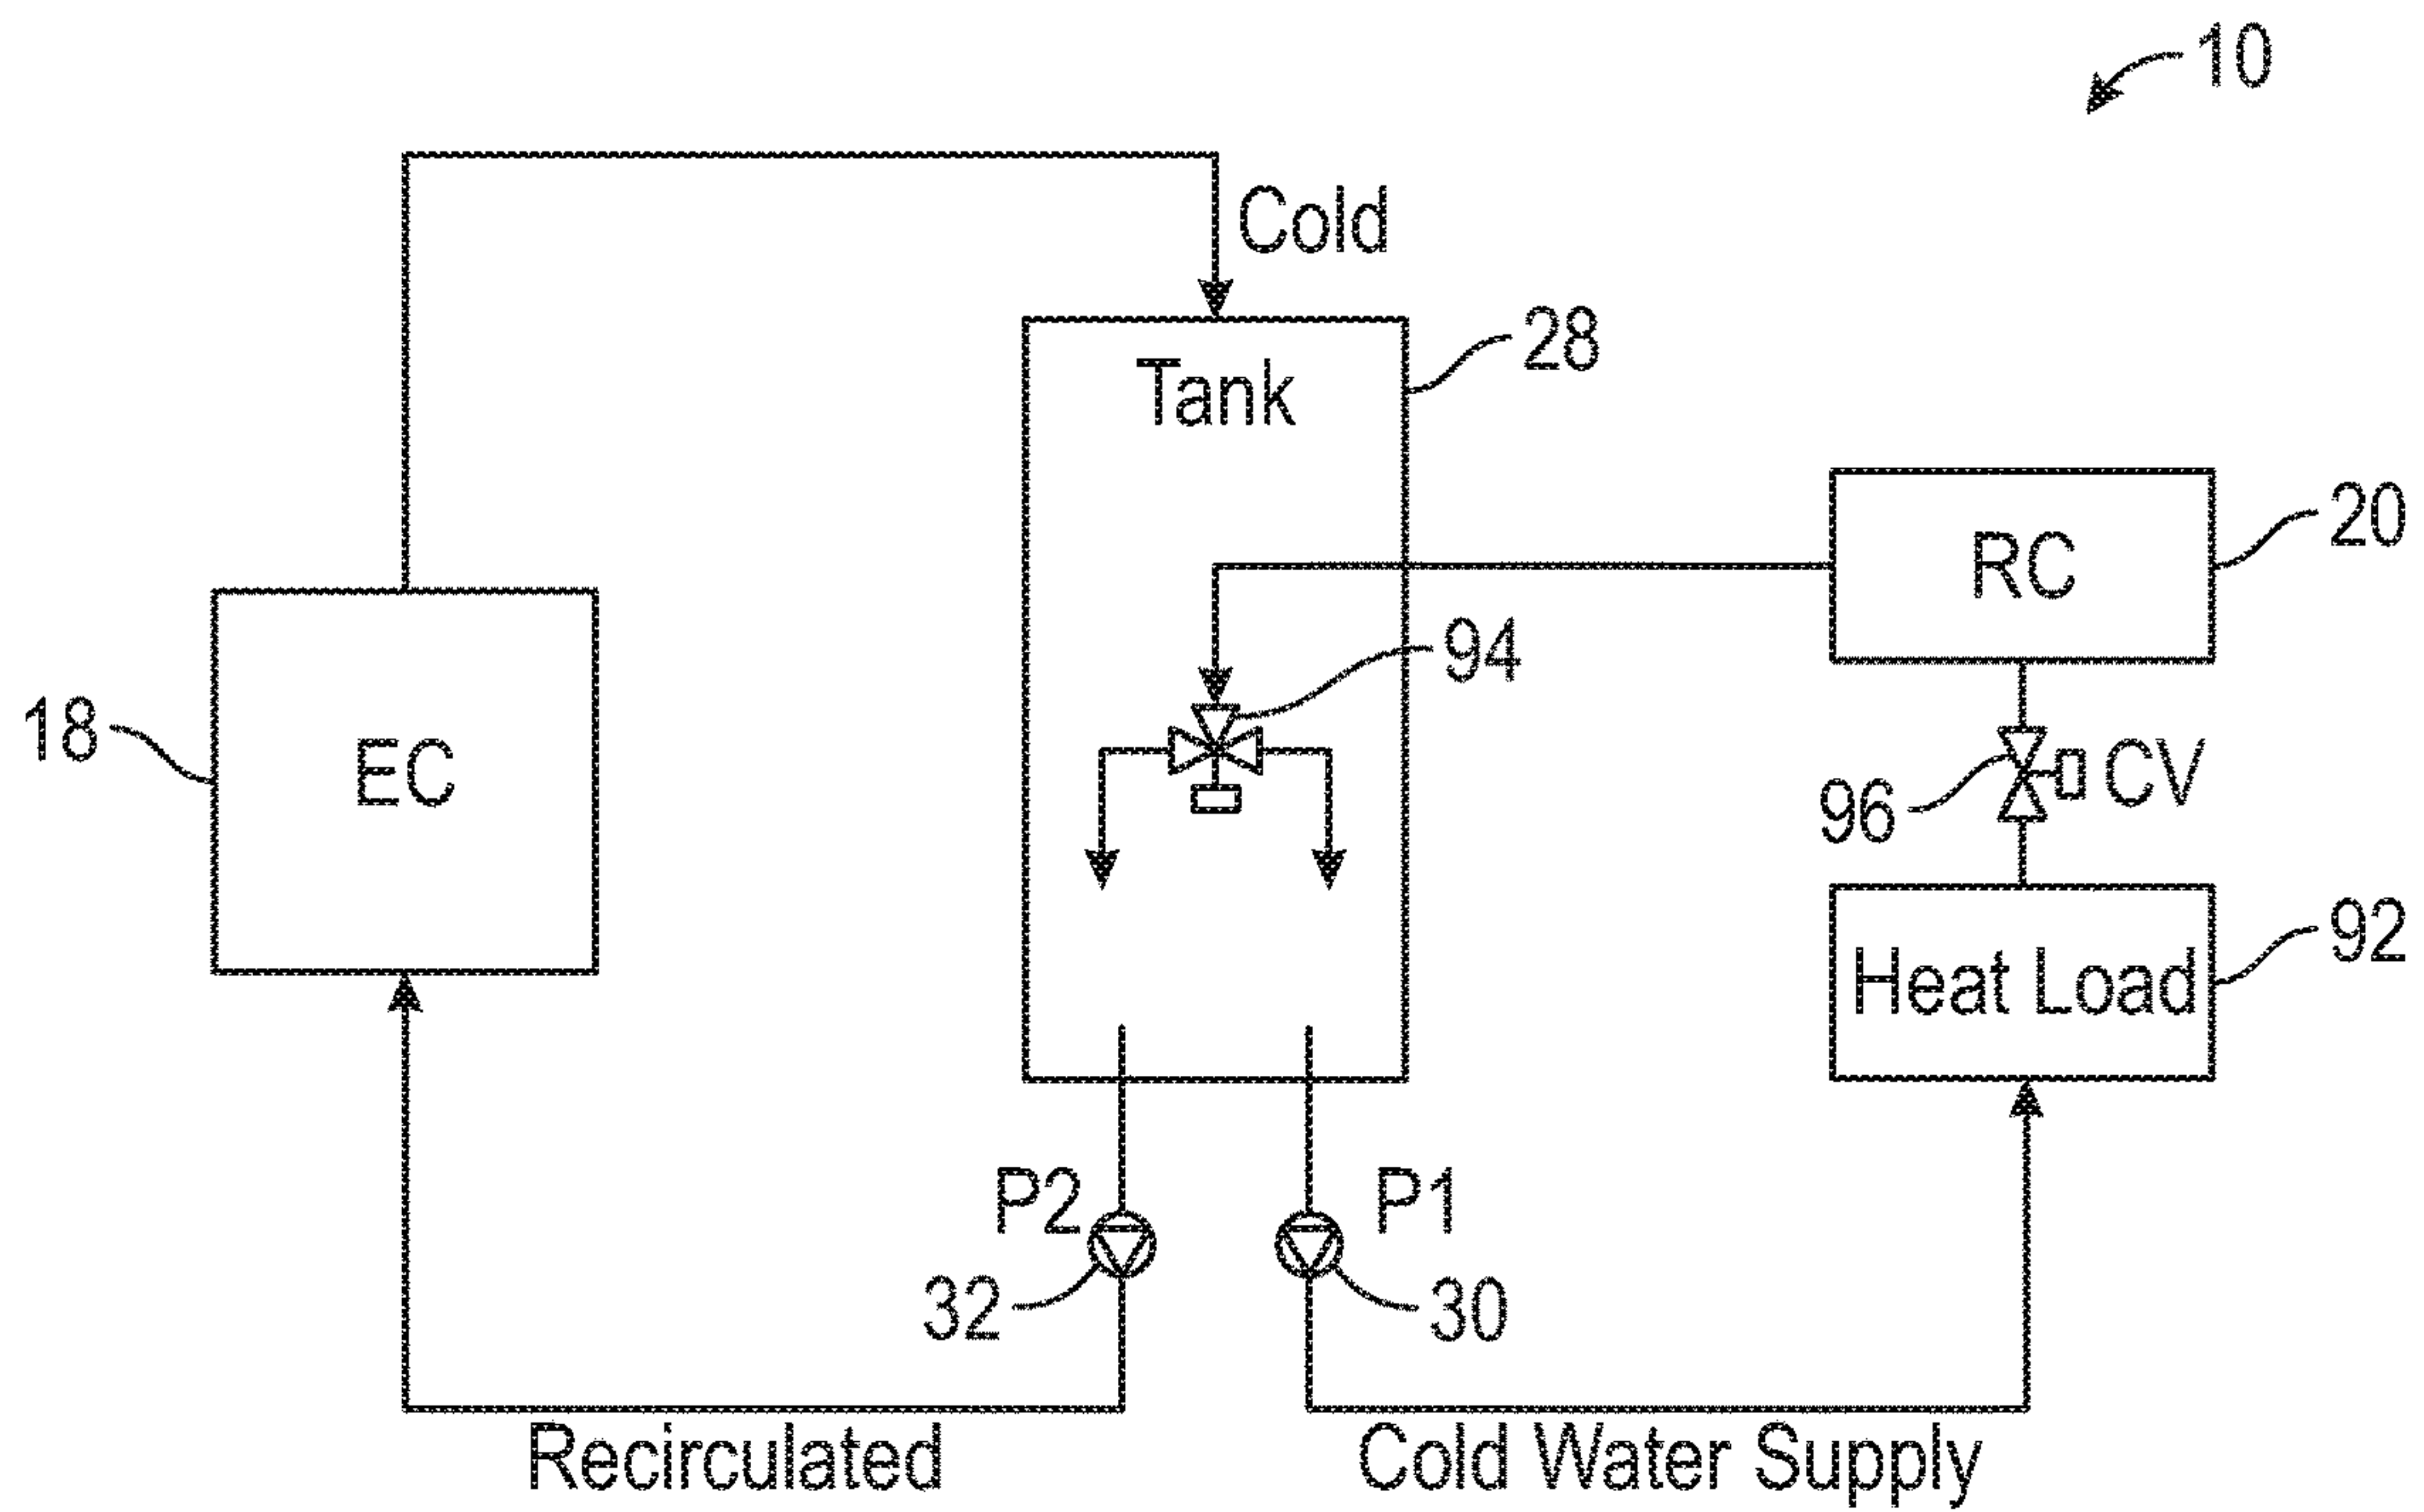 10
Cold
Tank
28
RC
20
94
18
EC
96
CV
Heat Load
92
P2
P1
32
30
Recirculated
Cold Water Supply